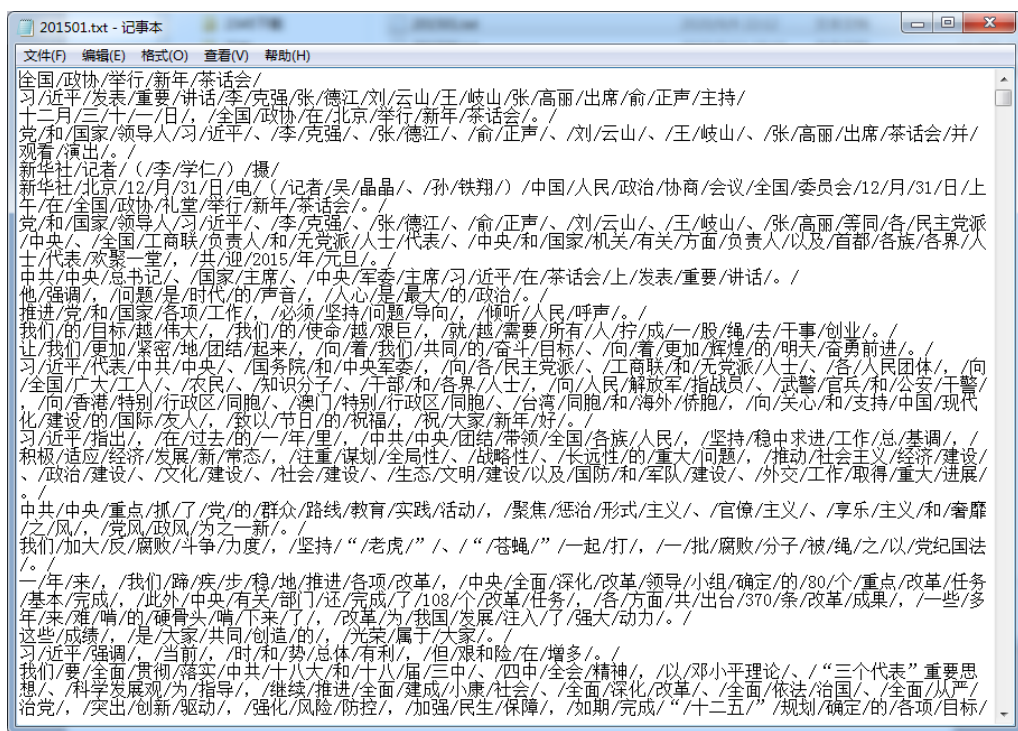 201501.txt - 记事本
文件(F) 编辑(E) 格式(O) 查看(V) 帮助(H)
全国/政协/举行/新年/茶话会/
习/近平/发表/重要/讲话/李/克强/张/德江/刘/云山/王/岐山/张/高丽/出席/俞/正声/主持/
十二月/三/十/一/日/，/全国/政协/在/北京/举行/新年/茶话会/。/
党/和/国家/领导人/习/近平/、/李/克强/、/张/德江/、/俞/正声/、/刘/云山/、/王/岐山/、/张/高丽/出席/茶话会/并/
观看/演出/。/
新华社/记者/（/李/学仁/）/摄/
新华社/北京/12/月/31/日/电/（/记者/吴/晶晶/、/孙/铁翔/）/中国/人民/政治/协商/会议/全国/委员会/12/月/31/日/上
午/在/全国/政协/礼堂/举行/新年/茶话会/。/
党/和/国家/领导人/习/近平/、/李/克强/、/张/德江/、/俞/正声/、/刘/云山/、/王/岐山/、/张/高丽/等同/各/民主党派
/中央/、/全国/工商联/负责人/和/无党派/人士/代表/、/中央/和/国家/机关/有关/方面/负责人/以及/首都/各族/各界/人
士/代表/欢聚一堂/，/共/迎/2015/年/元旦/。/
中共/中央/总书记/、/国家/主席/、/中央/军委/主席/习/近平/在/茶话会/上/发表/重要/讲话/。/
他/强调/，/问题/是/时代/的/声音/，/人心/是/最大/的/政治/。/
推进/党/和/国家/各项/工作/，/必须/坚持/问题/导向/，/倾听/人民/呼声/。/
我们/的/目标/越/伟大/，/我们/的/使命/越/艰巨/，/就/越/需要/所有/人/拧/成/一/股/绳/去/干事/创业/。/
让/我们/更加/紧密/地/团结/起来/，/向/着/我们/共同/的/奋斗/目标/、/向/着/更加/辉煌/的/明天/奋勇前进/。/
习/近平/代表/中共/中央/、/国务院/和/中央军委/，/向/各/民主党派/、/工商联/和/无党派/人士/、/各/人民团体/，/向
/全国/广大/工人/、/农民/、/知识分子/、/干部/和/各界/人士/，/向/人民/解放军/指战员/、/武警/官兵/和/公安/干警/
，/向/香港/特别/行政区/同胞/、/澳门/特别/行政区/同胞/、/台湾/同胞/和/海外/侨胞/，/向/关心/和/支持/中国/现代
化/建设/的/国际/友人/，/致以/节日/的/祝福/，/祝/大家/新年/好/。/
习/近平/指出/，/在/过去/的/一/年/里/，/中共/中央/团结/带领/全国/各族/人民/，/坚持/稳中求进/工作/总/基调/，/
积极/适应/经济/发展/新/常态/，/注重/谋划/全局性/、/战略性/、/长远性/的/重大/问题/，/推动/社会主义/经济/建设/
、/政治/建设/、/文化/建设/、/社会/建设/、/生态/文明/建设/以及/国防/和/军队/建设/、/外交/工作/取得/重大/进展/
。/
中共/中央/重点/抓/了/党/的/群众/路线/教育/实践/活动/，/聚焦/惩治/形式/主义/、/官僚/主义/、/享乐/主义/和/奢靡
/之/风/，/党风/政风/为之一新/。/
我们/加大/反/腐败/斗争/力度/，/坚持/“/老虎/”/、/“/苍蝇/”/一起/打/，/一/批/腐败/分子/被/绳/之/以/党纪国法
/。/
一/年/来/，/我们/蹄/疾/步/稳/地/推进/各项/改革/，/中央/全面/深化/改革/领导/小组/确定/的/80/个/重点/改革/任务
/基本/完成/，/此外/中央/有关/部门/还/完成/了/108/个/改革/任务/，/各/方面/共/出台/370/条/改革/成果/，/一些/多
年/来/难/啃/的/硬骨头/啃/下来/了/，/改革/为/我国/发展/注入/了/强大/动力/。/
这些/成绩/，/是/大家/共同/创造/的/，/光荣/属于/大家/。/
习/近平/强调/，/当前/，/时/和/势/总体/有利/，/但/艰和险/在/增多/。/
我们/要/全面/贯彻/落实/中共/十八大/和/十八/届/三中/、/四中/全会/精神/，/以/邓小平理论/、/“三个代表”重要思
想/、/科学发展观/为/指导/，/继续/推进/全面/建成/小康/社会/、/全面/深化/改革/、/全面/依法/治国/、/全面/从严/
治党/，/突出/创新/驱动/，/强化/风险/防控/，/加强/民生/保障/，/如期/完成/“/十二五/”/规划/确定/的/各项/目标/